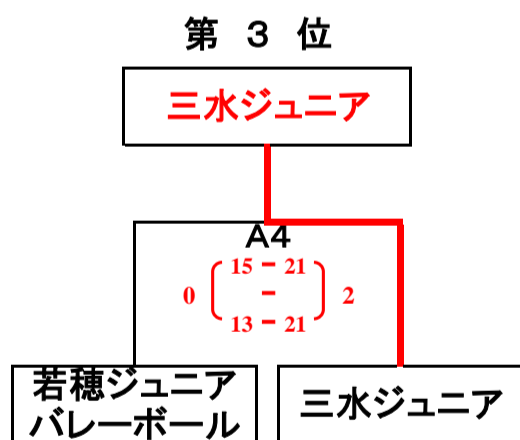 第 3 位
三水ジュニア
A4
15 - 21
0 - 2
13 - 21
若穂ジュニア
バレーボール
三水ジュニア